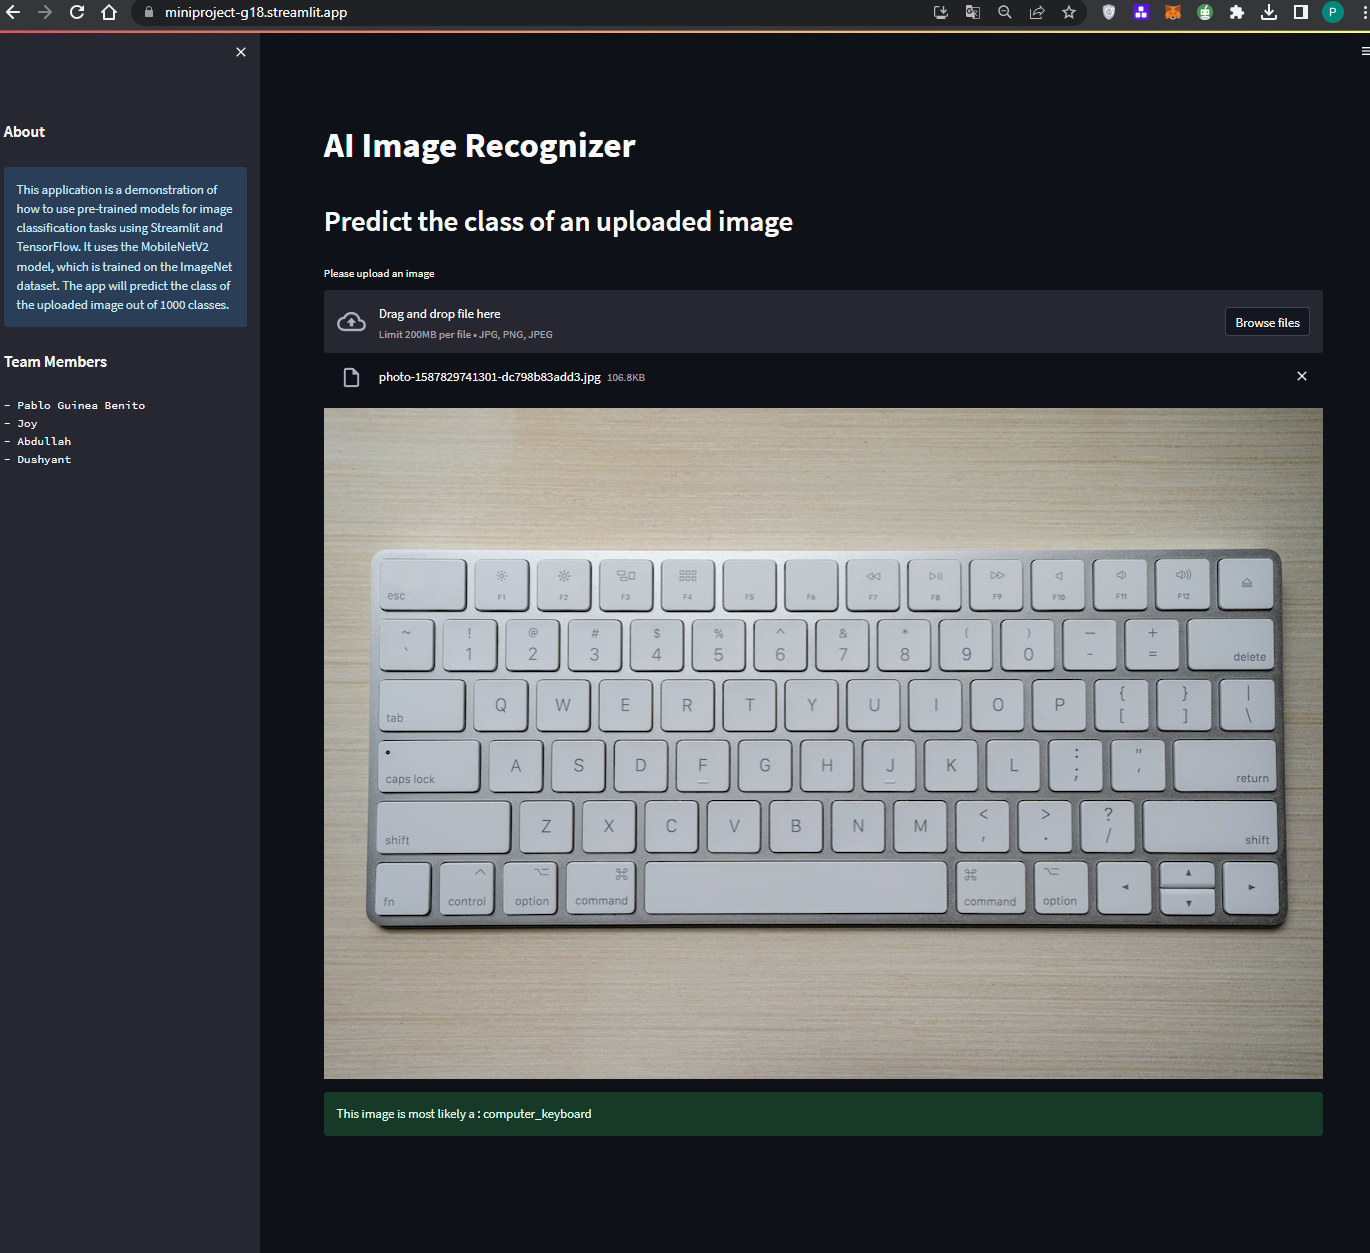 miniproject-g18.streamlit.app
P
About
This application is a demonstration of
how to use pre-trained models for image
classification tasks using Streamlit and
TensorFlow. It uses the MobileNetV2
model, which is trained on the ImageNet
dataset. The app will predict the class of
the uploaded image out of 1000 classes.
Team Members
- Pablo Guinea Benito
- Joy
- Abdullah
- Dushyant
AI Image Recognizer
Predict the class of an uploaded image
Please upload an image
Drag and drop file here
Limit 200MB per file • JPG, PNG, JPEG
Browse files
photo-1587829741301-dc798b83add3.jpg 106.8KB
esc F1 F2 F3 F4 F5 F6 F7 F8 F9 F10 F11 F12
~ ! @ # $ % ^ & * ( ) — +
` 1 2 3 4 5 6 7 8 9 0 - = delete
tab Q W E R T Y U I O P { [ } ] | \
caps lock A S D F G H J K L : ; " ' return
shift Z X C V B N M < , > . ? / shift
fn control option command command option
This image is most likely a : computer_keyboard